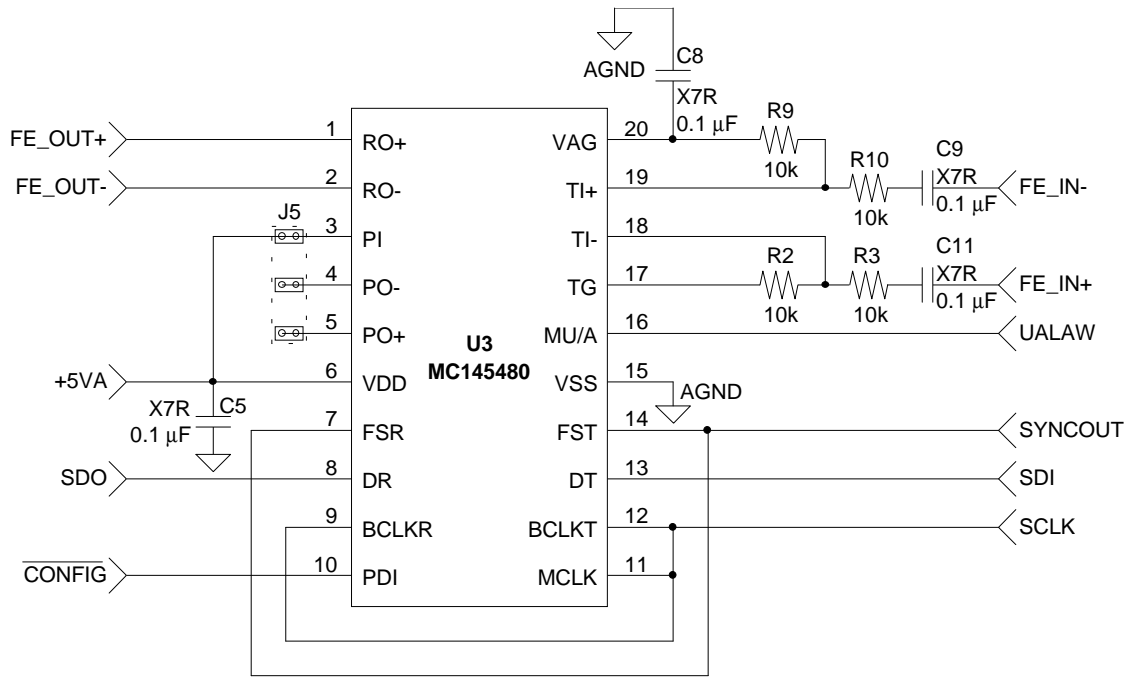 AGND
C8
X7R
0.1 µF
R9
10k
R10
10k
C9
X7R
0.1 µF
FE_IN-
FE_OUT+
1
RO+
VAG
20
FE_OUT-
2
RO-
TI+
19
J5
3
PI
TI-
18
4
PO-
TG
17
R2
10k
R3
10k
C11
X7R
0.1 µF
FE_IN+
5
PO+
MU/A
16
UALAW
U3
MC145480
+5VA
6
VDD
VSS
15
AGND
X7R
0.1 µF
C5
7
FSR
FST
14
SYNCOUT
SDO
8
DR
DT
13
SDI
9
BCLKR
BCLKT
12
SCLK
CONFIG
10
PDI
MCLK
11